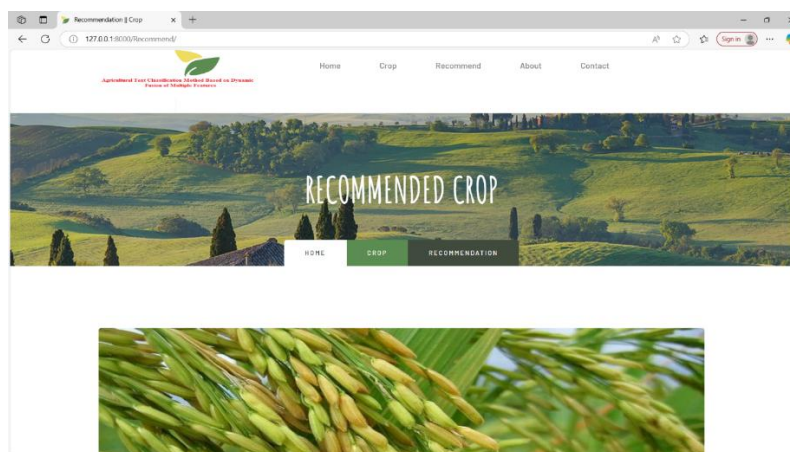 Recommendation || Crop
127.0.0.1:8000/Recommend/
Sign in
Agricultural Text Classification Method Based on Dynamic
Fusion of Multiple Features
Home Crop Recommend About Contact
RECOMMENDED CROP
HOME CROP RECOMMENDATION